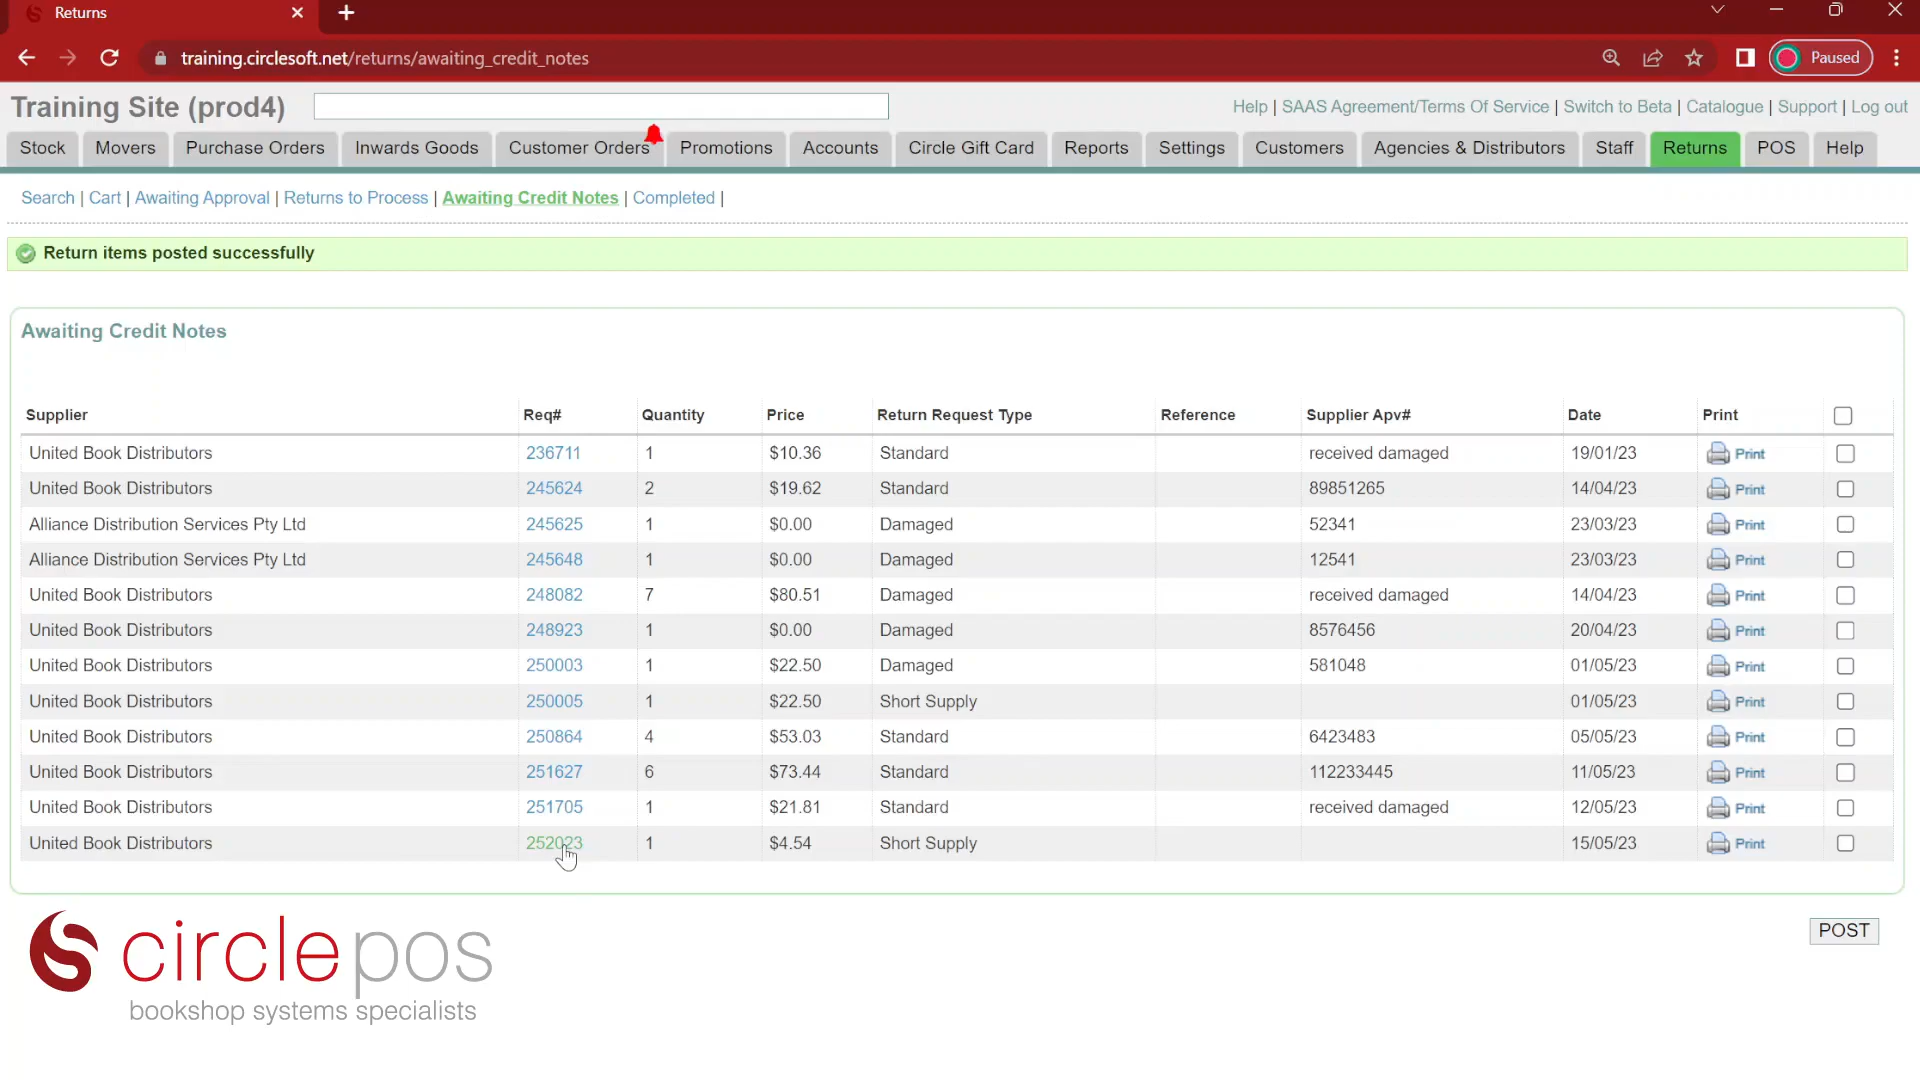 Returns
training.circlesoft.net/returns/awaiting_credit_notes
Paused
Training Site (prod4)
Help | SAAS Agreement/Terms Of Service | Switch to Beta | Catalogue | Support | Log out
Stock Movers Purchase Orders Inwards Goods Customer Orders Promotions Accounts Circle Gift Card Reports Settings Customers Agencies & Distributors Staff Returns POS Help
Search | Cart | Awaiting Approval | Returns to Process | Awaiting Credit Notes | Completed |
Return items posted successfully
Awaiting Credit Notes
Supplier Req# Quantity Price Return Request Type Reference Supplier Apv# Date Print
United Book Distributors 236711 1 $10.36 Standard received damaged 19/01/23 Print
United Book Distributors 245624 2 $19.62 Standard 89851265 14/04/23 Print
Alliance Distribution Services Pty Ltd 245625 1 $0.00 Damaged 52341 23/03/23 Print
Alliance Distribution Services Pty Ltd 245648 1 $0.00 Damaged 12541 23/03/23 Print
United Book Distributors 248082 7 $80.51 Damaged received damaged 14/04/23 Print
United Book Distributors 248923 1 $0.00 Damaged 8576456 20/04/23 Print
United Book Distributors 250003 1 $22.50 Damaged 581048 01/05/23 Print
United Book Distributors 250005 1 $22.50 Short Supply 01/05/23 Print
United Book Distributors 250864 4 $53.03 Standard 6423483 05/05/23 Print
United Book Distributors 251627 6 $73.44 Standard 112233445 11/05/23 Print
United Book Distributors 251705 1 $21.81 Standard received damaged 12/05/23 Print
United Book Distributors 252023 1 $4.54 Short Supply 15/05/23 Print
POST
circlepos
bookshop systems specialists